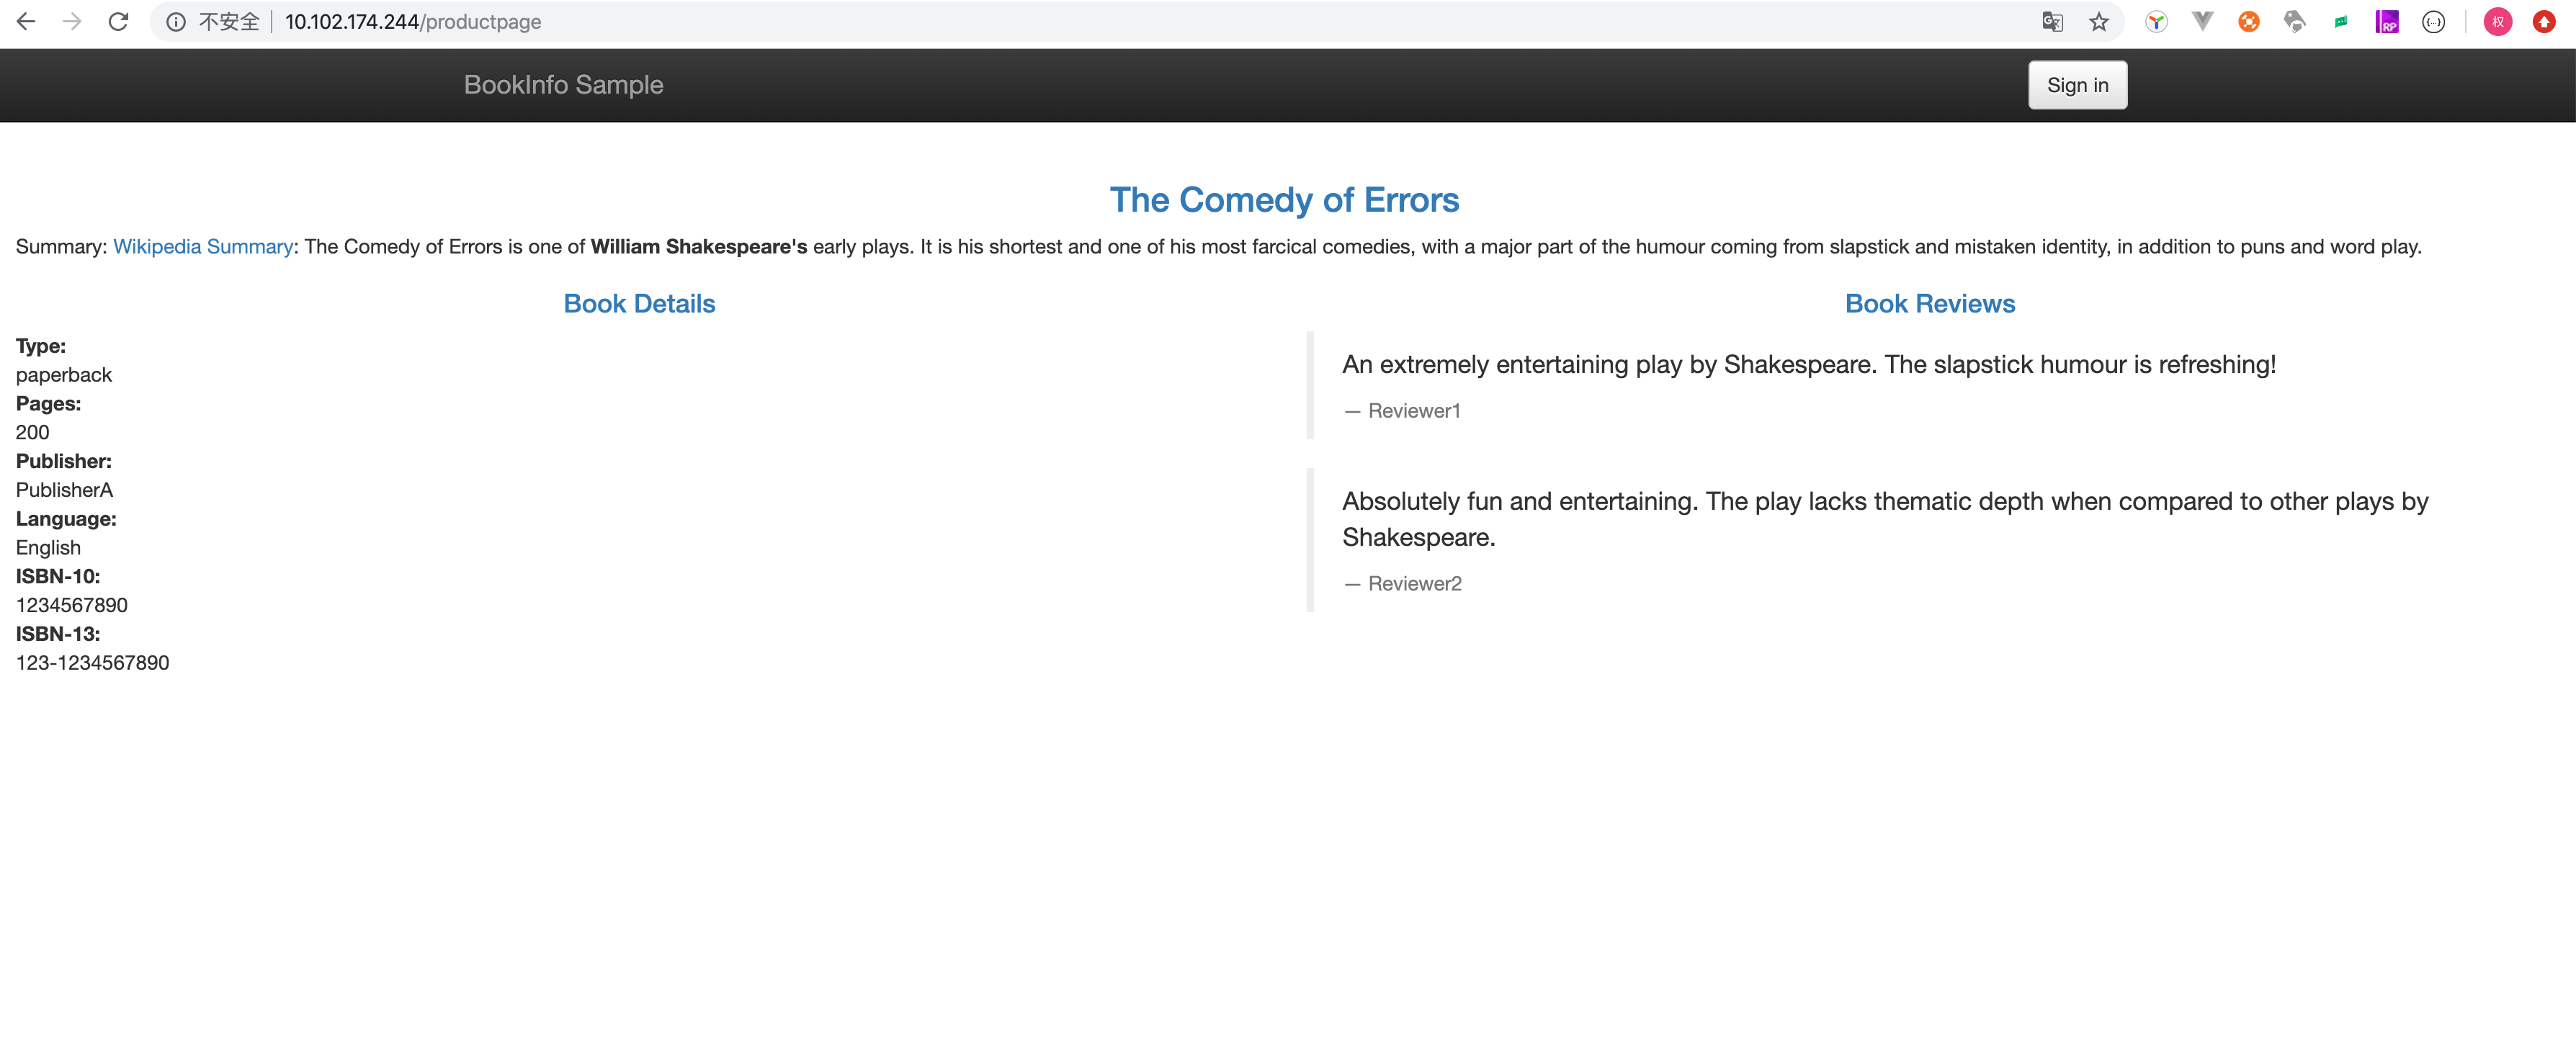 不安全 10.102.174.244/productpage
RP {...} 权
BookInfo Sample
Sign in
The Comedy of Errors
Summary: Wikipedia Summary: The Comedy of Errors is one of William Shakespeare's early plays. It is his shortest and one of his most farcical comedies, with a major part of the humour coming from slapstick and mistaken identity, in addition to puns and word play.
Book Details
Type:
paperback
Pages:
200
Publisher:
PublisherA
Language:
English
ISBN-10:
1234567890
ISBN-13:
123-1234567890
Book Reviews
An extremely entertaining play by Shakespeare. The slapstick humour is refreshing!
— Reviewer1
Absolutely fun and entertaining. The play lacks thematic depth when compared to other plays by
Shakespeare.
— Reviewer2